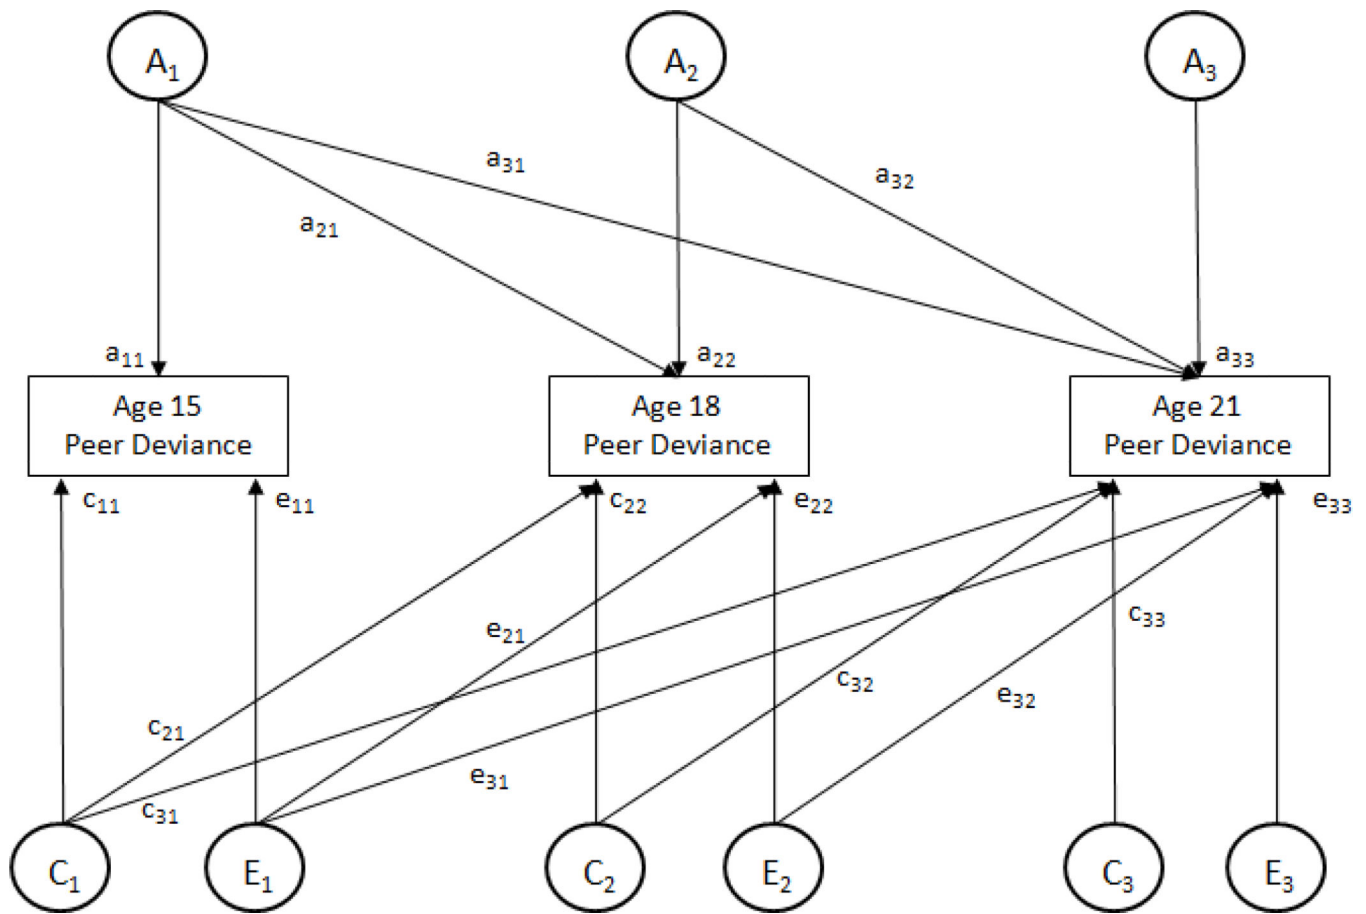 A₁
A₂
A₃
a₃₁
a₃₂
a₂₁
a₁₁
a₂₂
a₃₃
Age 15
Peer Deviance
Age 18
Peer Deviance
Age 21
Peer Deviance
c₁₁
e₁₁
c₂₂
e₂₂
e₃₃
c₃₃
e₂₁
c₃₂
e₃₂
c₂₁
e₃₁
c₃₁
C₁
E₁
C₂
E₂
C₃
E₃